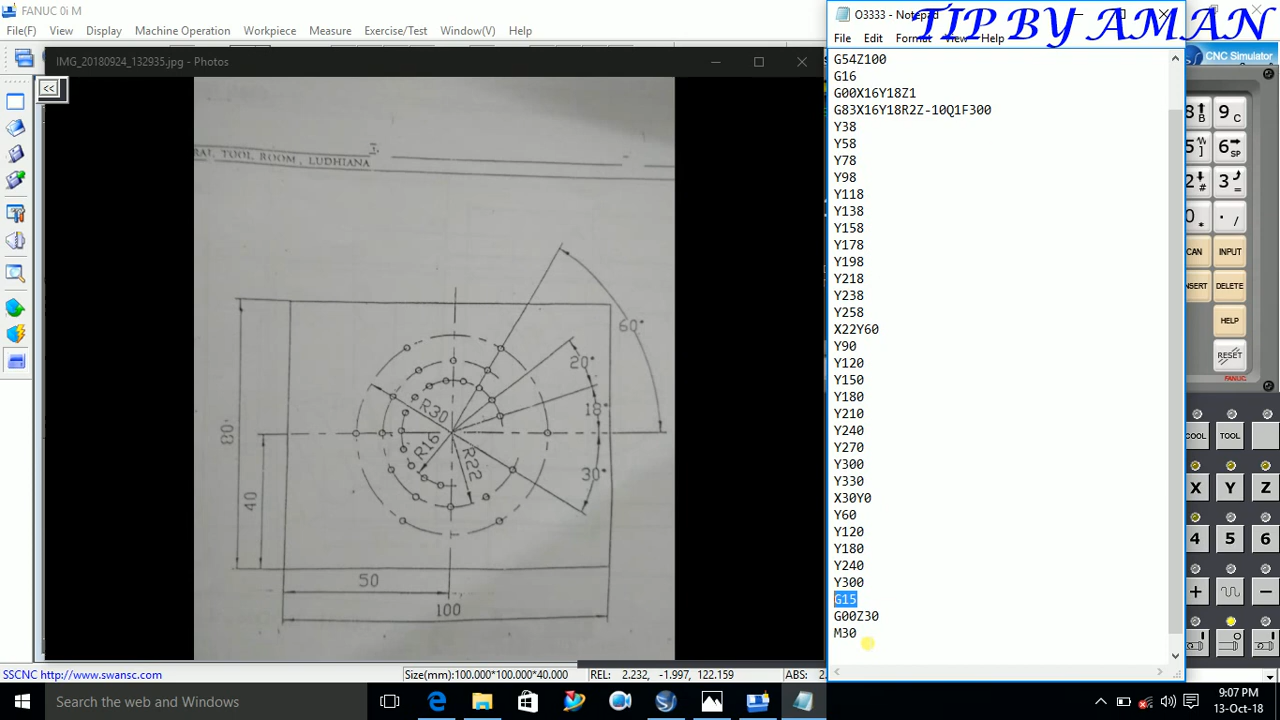 FANUC 0i M
File(F) View Display Machine Operation Workpiece Measure Exercise/Test Window(V) Help
IMG_20180924_132935.jpg - Photos
<<
TOOL ROOM, LUDHIANA
60°
20°
18°
30°
R30
R16
R22
80
40
50
100
SSCNC http://www.swansc.com
Size(mm):100.000*100.000*40.000
REL: 2.232, -1.997, 122.159
ABS: 2.
O3333 - Notepad
TIP BY AMAN
File Edit Format View Help
G54Z100
G16
G00X16Y18Z1
G83X16Y18R2Z-10Q1F300
Y38
Y58
Y78
Y98
Y118
Y138
Y158
Y178
Y198
Y218
Y238
Y258
X22Y60
Y90
Y120
Y150
Y180
Y210
Y240
Y270
Y300
Y330
X30Y0
Y60
Y120
Y180
Y240
Y300
G15
G00Z30
M30
CNC Simulator
8 B 9 C
5 ] 6 SP
2 # 3 =
0 * . /
CAN INPUT
NSERT DELETE
HELP
RESET
FANUC
COOL TOOL
X Y Z
4 5 6
+ −
Search the web and Windows
9:07 PM
13-Oct-18